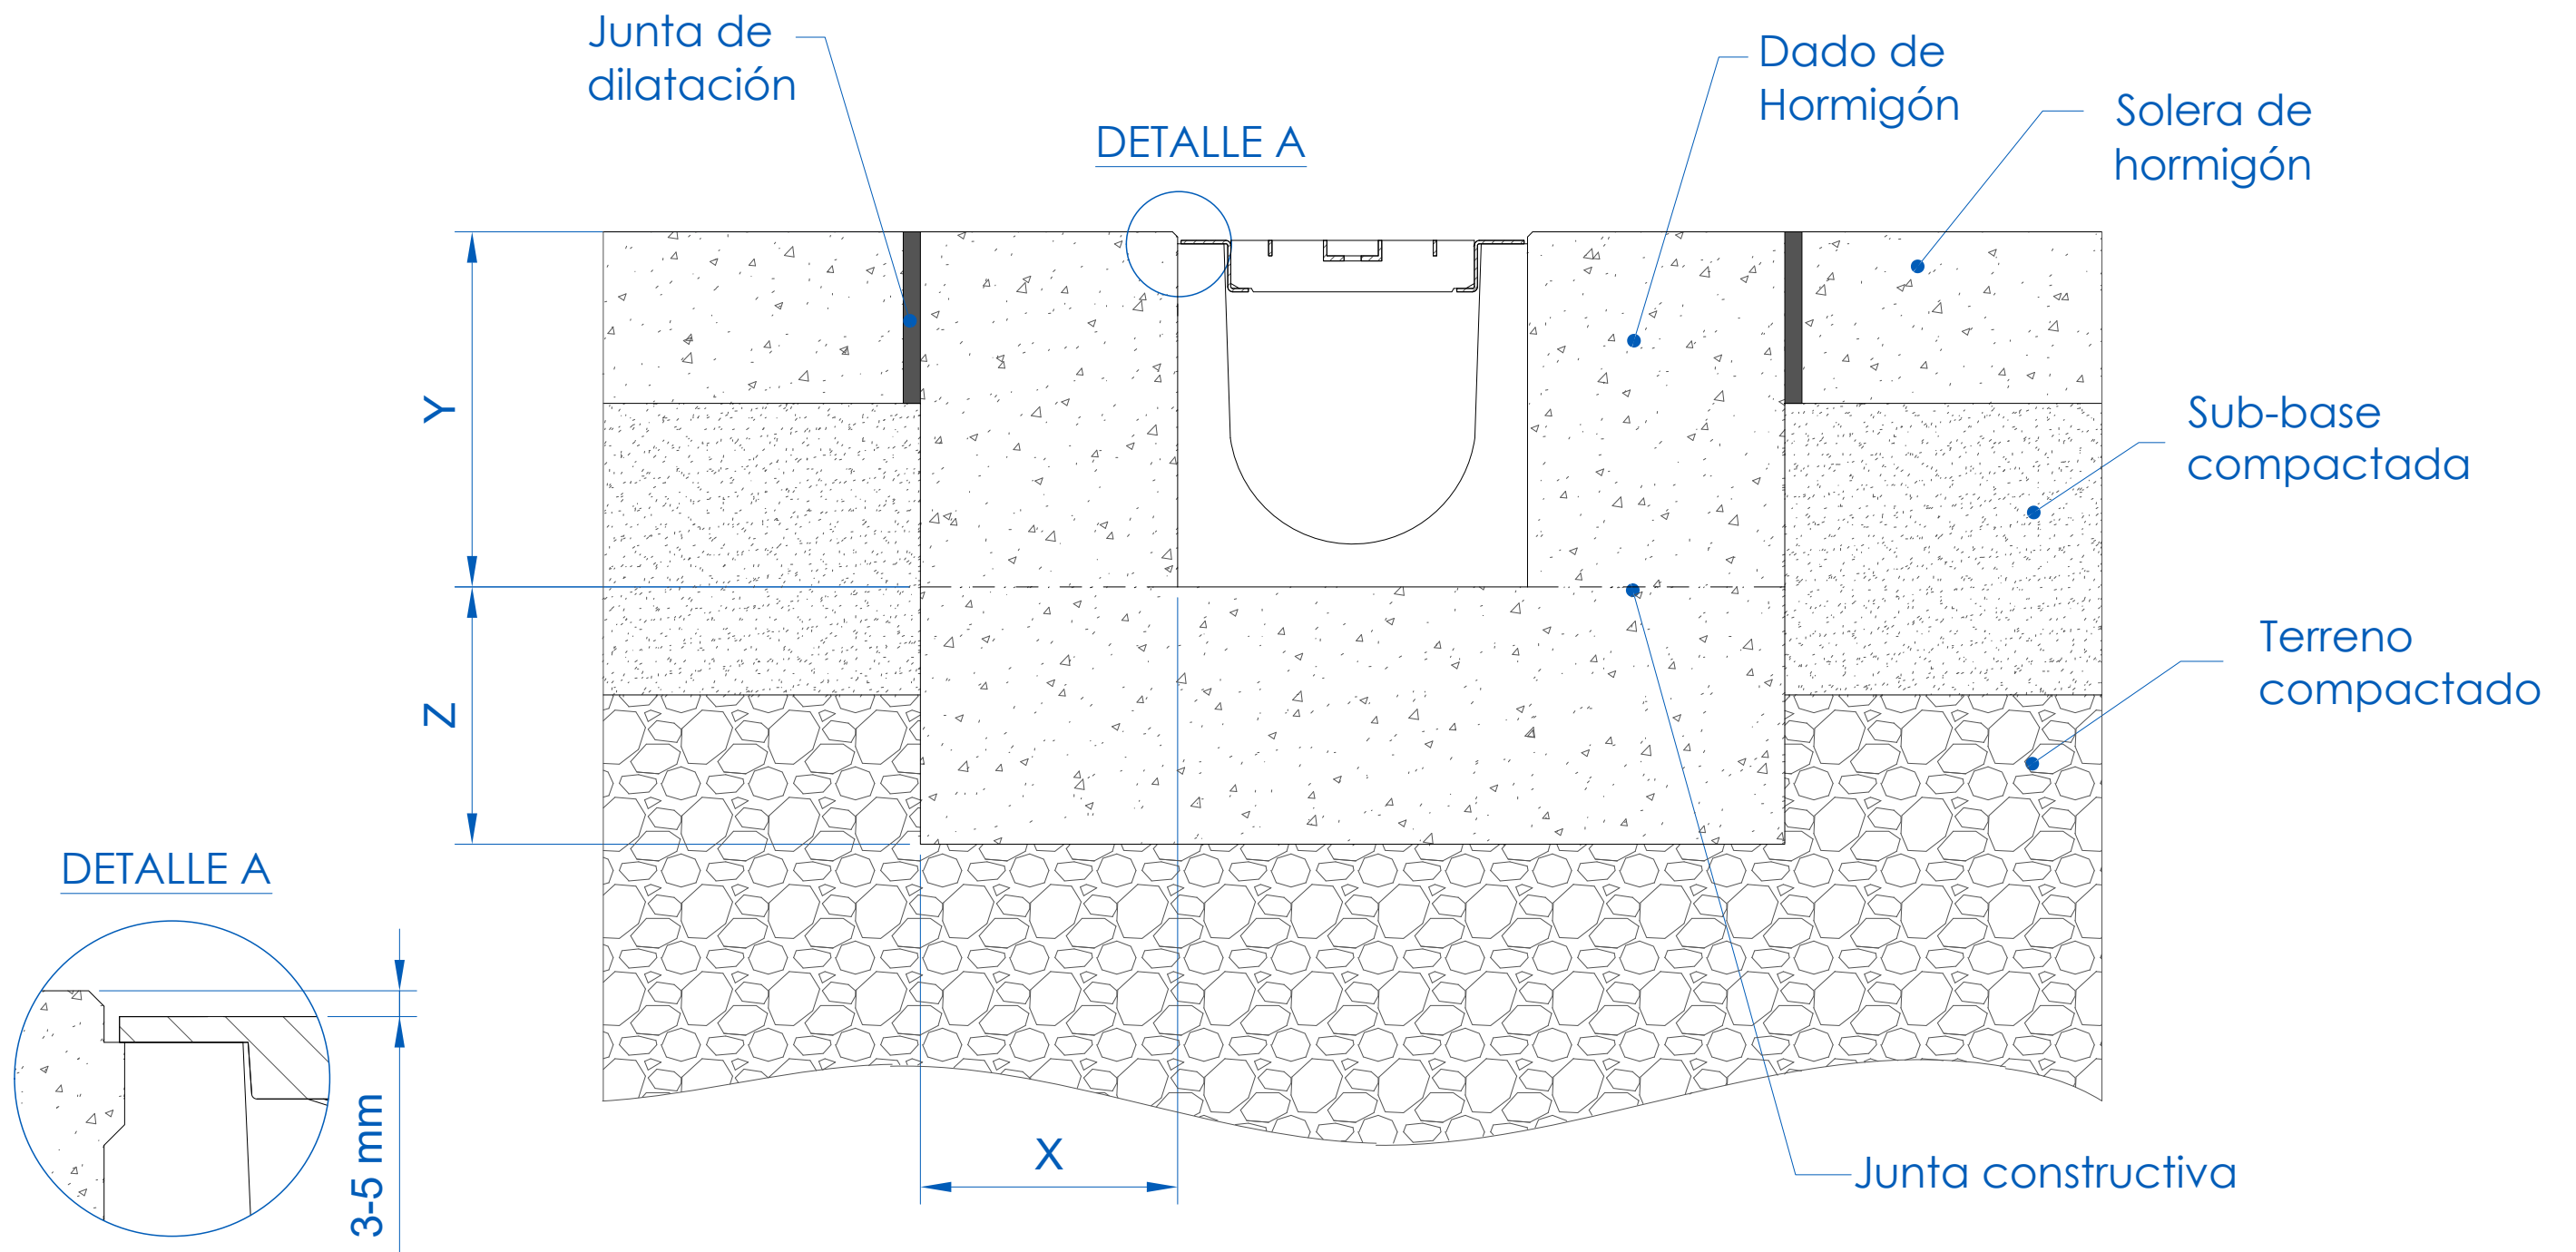 Junta de
dilatación
DETALLE A
Dado de
Hormigón
Solera de
hormigón
Y
Sub-base
compactada
Z
Terreno
compactado
DETALLE A
3-5 mm
X
Junta constructiva